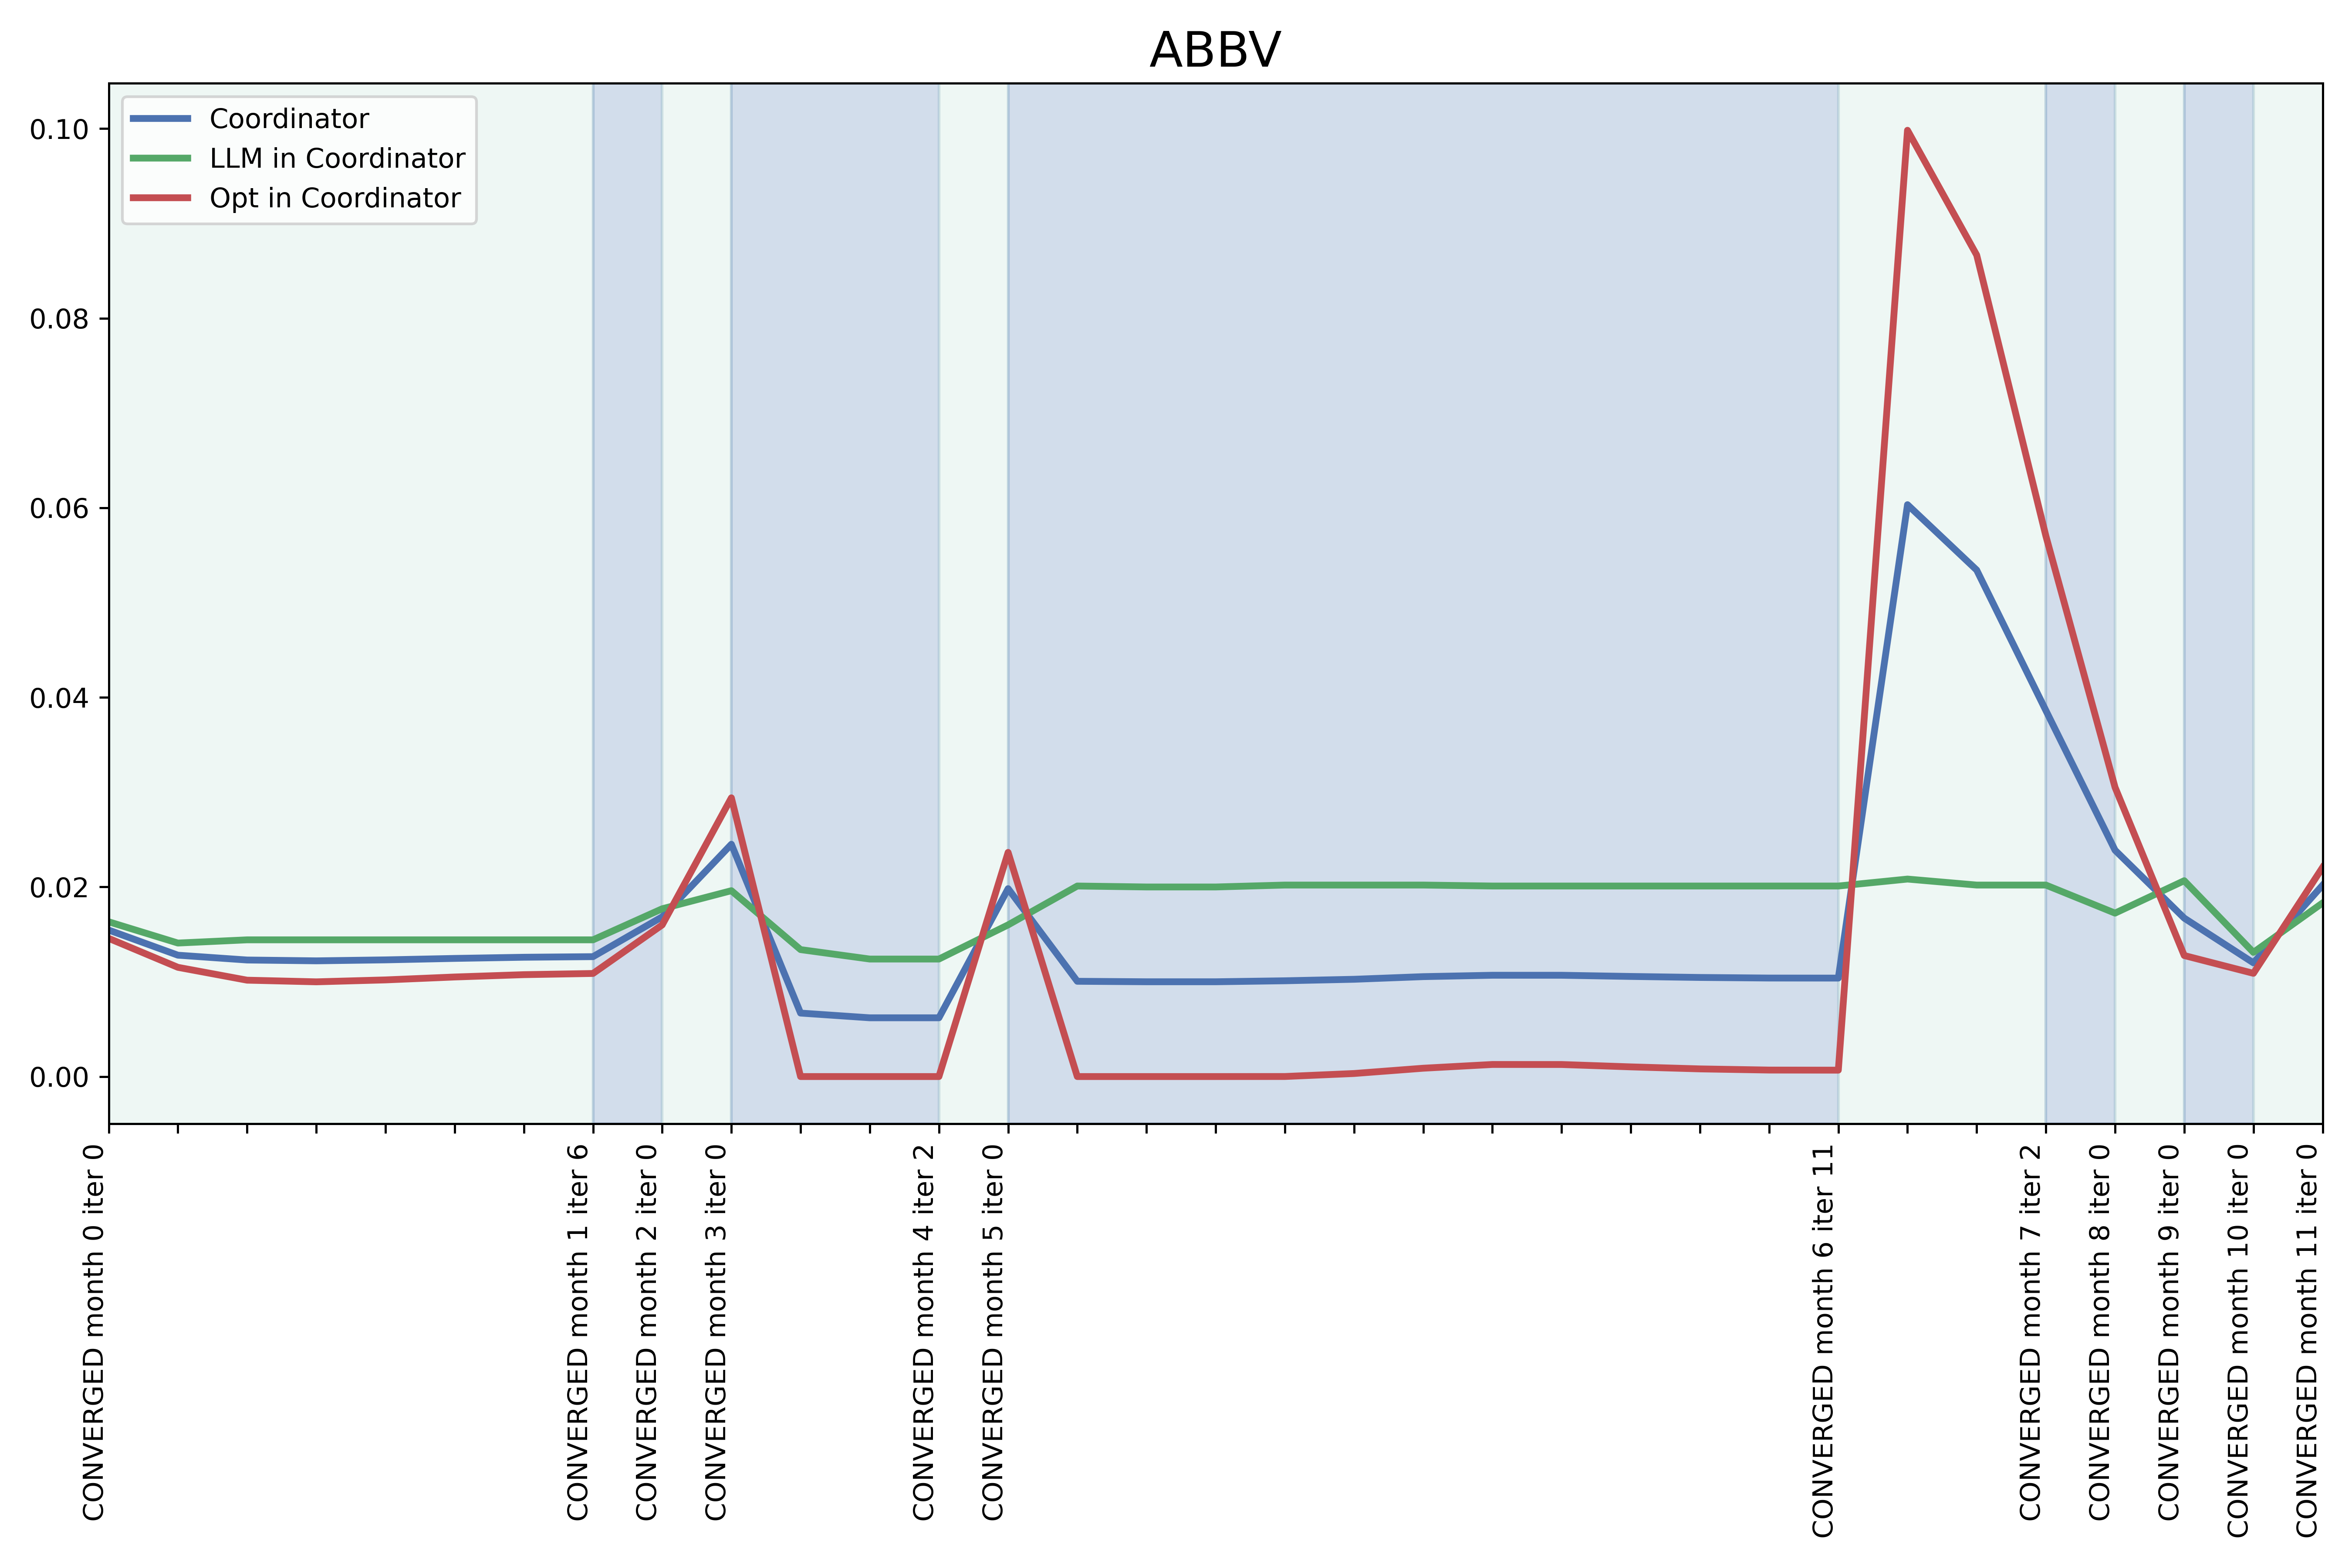 ABBV
Coordinator
LLM in Coordinator
Opt in Coordinator
0.10
0.08
0.06
0.04
0.02
0.00
CONVERGED month 0 iter 0
CONVERGED month 1 iter 6
CONVERGED month 2 iter 0
CONVERGED month 3 iter 0
CONVERGED month 4 iter 2
CONVERGED month 5 iter 0
CONVERGED month 6 iter 11
CONVERGED month 7 iter 2
CONVERGED month 8 iter 0
CONVERGED month 9 iter 0
CONVERGED month 10 iter 0
CONVERGED month 11 iter 0